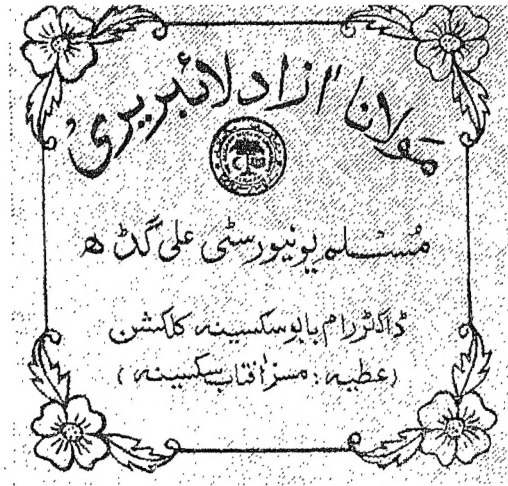 مولانا آزاد لائبریری
مسلم یونیورسٹی علی گڑھ
ڈاکٹر رام بابو سکسینہ کلکشن
(عطیہ: مسز آفتاب سکسینہ)